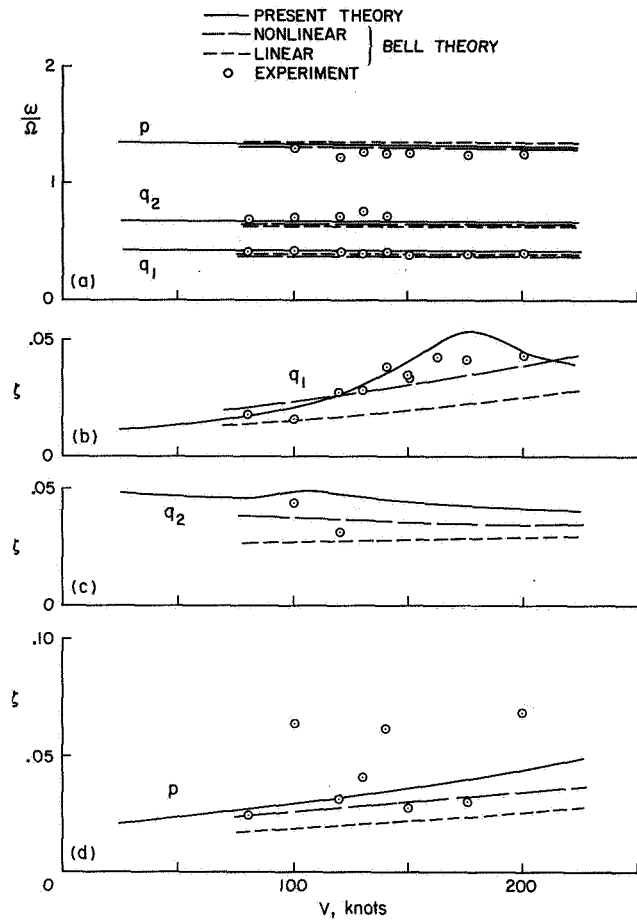 PRESENT THEORY
NONLINEAR
LINEAR
BELL THEORY
EXPERIMENT
2
ω/Ω
p
1
q2
q1
(a)
0
.05
q1
ζ
(b)
0
.05
q2
ζ
(c)
0
.10
ζ
.05
p
(d)
0
100
200
V, knots